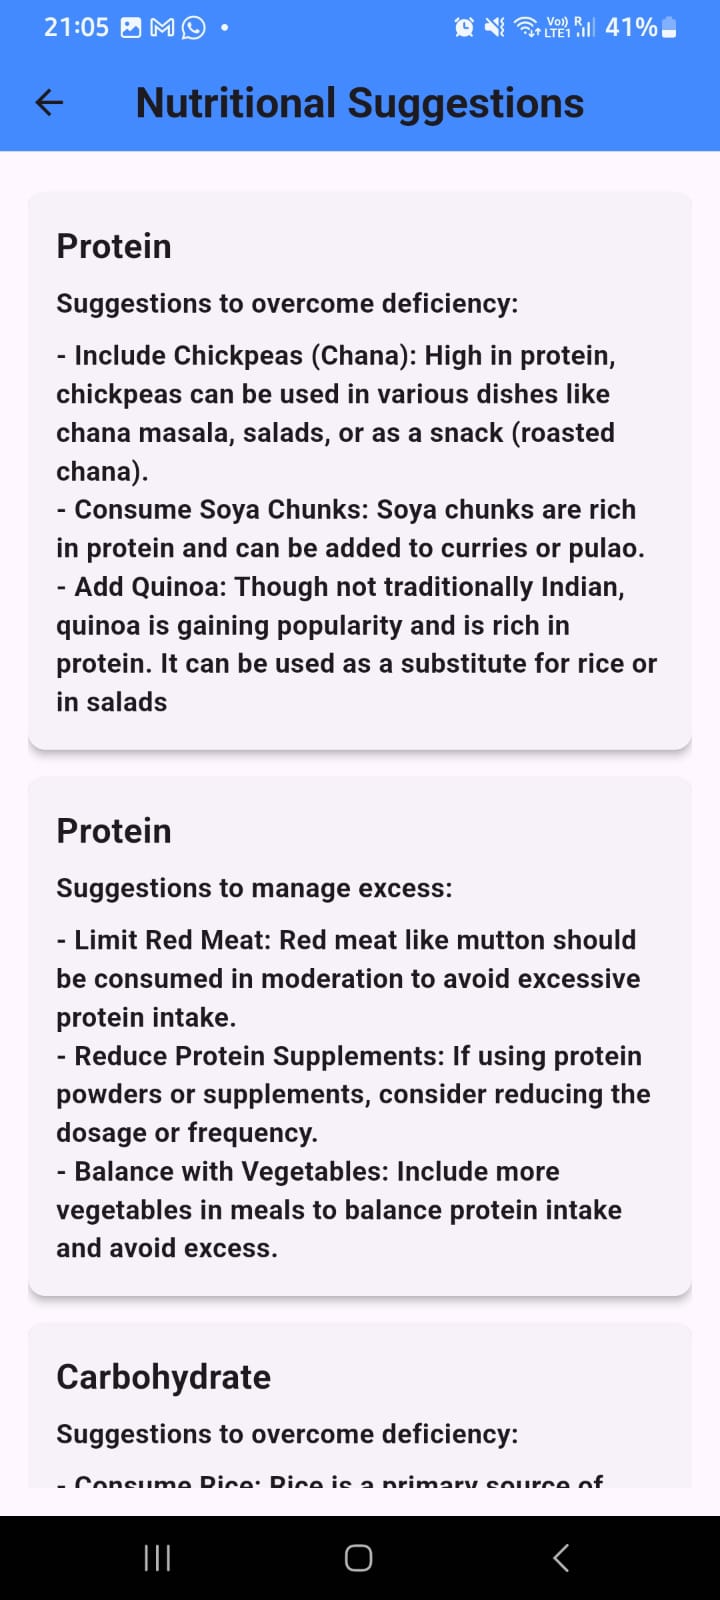 21:05
Vo)) R
LTE1
41%
Nutritional Suggestions
Protein
Suggestions to overcome deficiency:
- Include Chickpeas (Chana): High in protein,
chickpeas can be used in various dishes like
chana masala, salads, or as a snack (roasted
chana).
- Consume Soya Chunks: Soya chunks are rich
in protein and can be added to curries or pulao.
- Add Quinoa: Though not traditionally Indian,
quinoa is gaining popularity and is rich in
protein. It can be used as a substitute for rice or
in salads
Protein
Suggestions to manage excess:
- Limit Red Meat: Red meat like mutton should
be consumed in moderation to avoid excessive
protein intake.
- Reduce Protein Supplements: If using protein
powders or supplements, consider reducing the
dosage or frequency.
- Balance with Vegetables: Include more
vegetables in meals to balance protein intake
and avoid excess.
Carbohydrate
Suggestions to overcome deficiency:
- Consume Rice: Rice is a primary source of